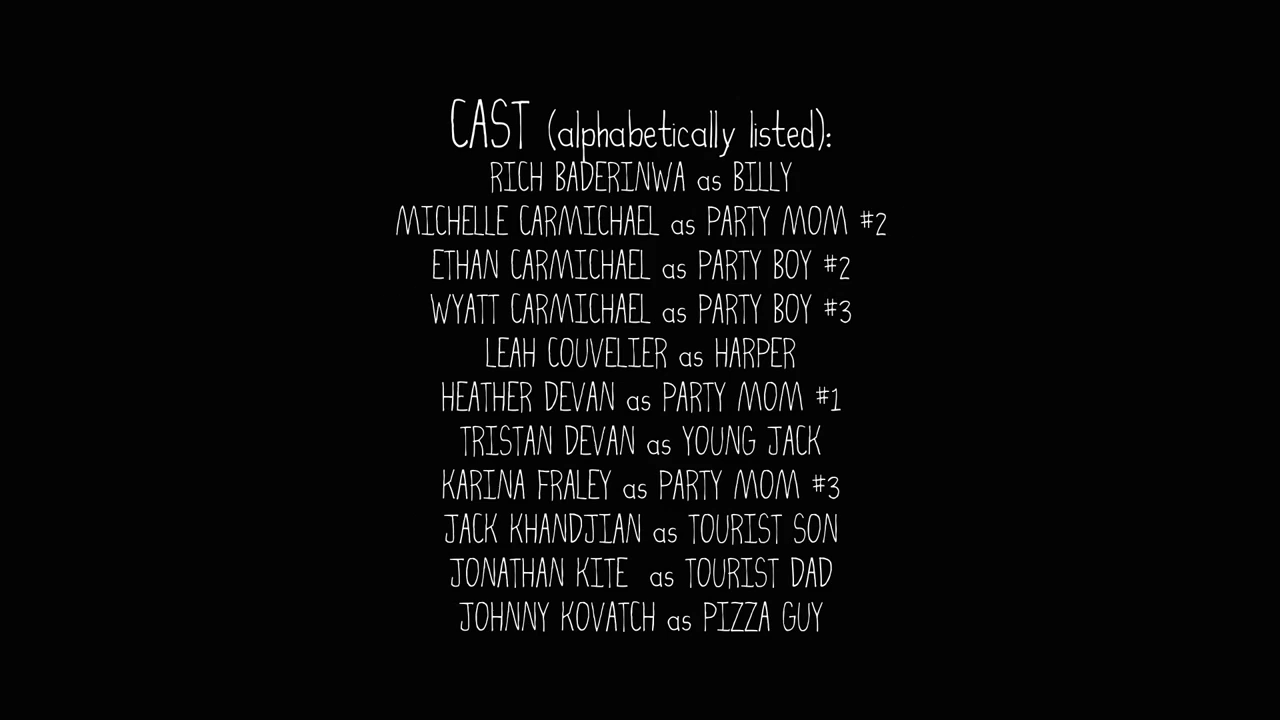 CAST (alphabetically listed):
RICH BADERINWA as BILLY
MICHELLE CARMICHAEL as PARTY MOM #2
ETHAN CARMICHAEL as PARTY BOY #2
WYATT CARMICHAEL as PARTY BOY #3
LEAH COUVELIER as HARPER
HEATHER DEVAN as PARTY MOM #1
TRISTAN DEVAN as YOUNG JACK
KARINA FRALEY as PARTY MOM #3
JACK KHANDJIAN as TOURIST SON
JONATHAN KITE as TOURIST DAD
JOHNNY KOVATCH as PIZZA GUY